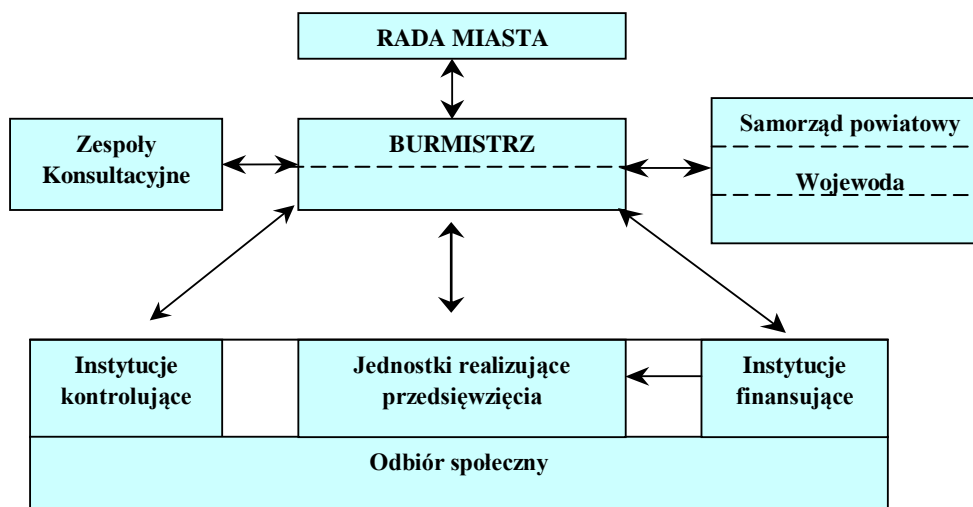 RADA MIASTA
Zespoły
Konsultacyjne
BURMISTRZ
Samorząd powiatowy
Wojewoda
Instytucje
kontrolujące
Jednostki realizujące
przedsięwzięcia
Instytucje
finansujące
Odbiór społeczny